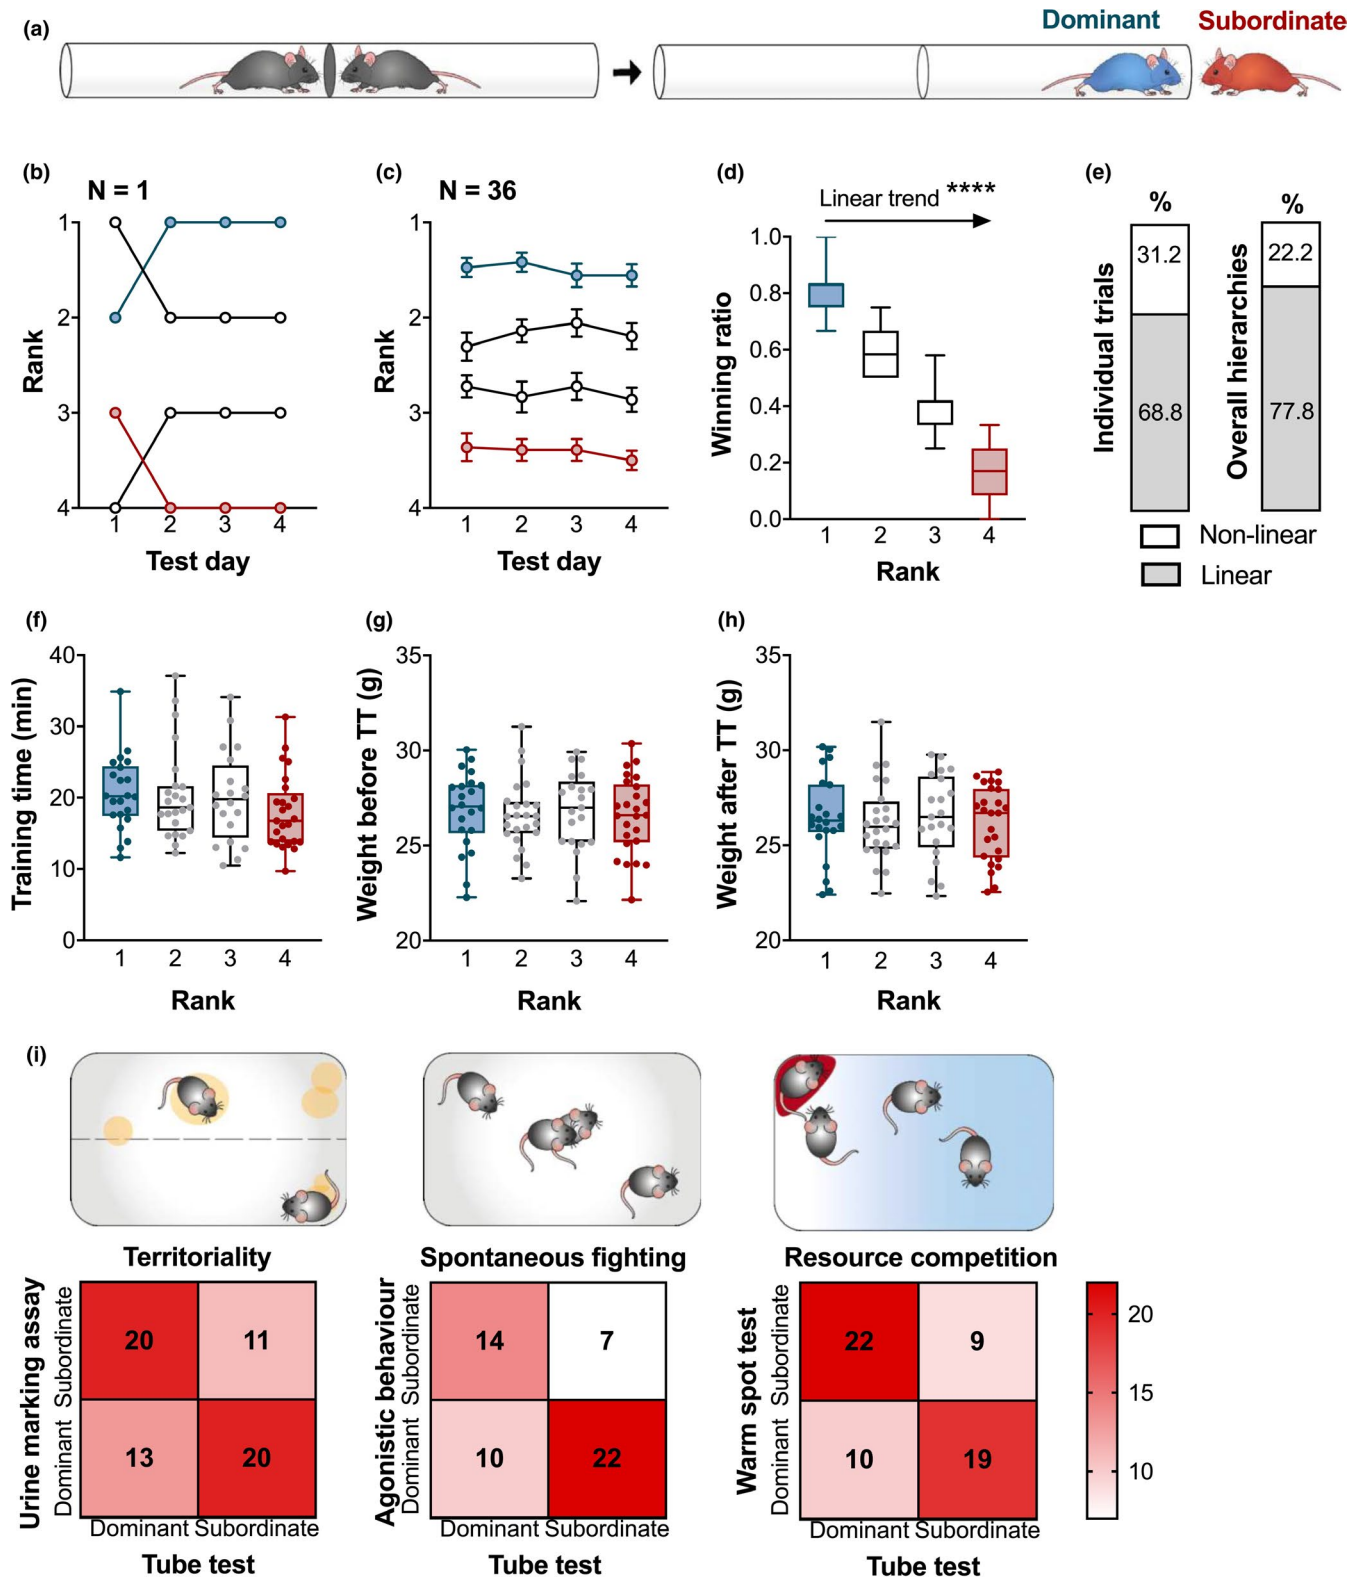 (a)
Dominant Subordinate
(b)
N = 1
Rank
1
2
3
4
1 2 3 4
Test day
(c)
N = 36
Rank
1
2
3
4
1 2 3 4
Test day
(d)
Linear trend ****
Winning ratio
1.0
0.8
0.6
0.4
0.2
0.0
1 2 3 4
Rank
(e)
% %
Individual trials
31.2
68.8
Overall hierarchies
22.2
77.8
Non-linear
Linear
(f)
Training time (min)
40
30
20
10
0
1 2 3 4
Rank
(g)
Weight before TT (g)
35
30
25
20
1 2 3 4
Rank
(h)
Weight after TT (g)
35
30
25
20
1 2 3 4
Rank
(i)
Territoriality
Urine marking assay
Subordinate
Dominant
20 11
13 20
Dominant Subordinate
Tube test
Spontaneous fighting
Agonistic behaviour
Subordinate
Dominant
14 7
10 22
Dominant Subordinate
Tube test
Resource competition
Warm spot test
Subordinate
Dominant
22 9
10 19
Dominant Subordinate
Tube test
20
15
10